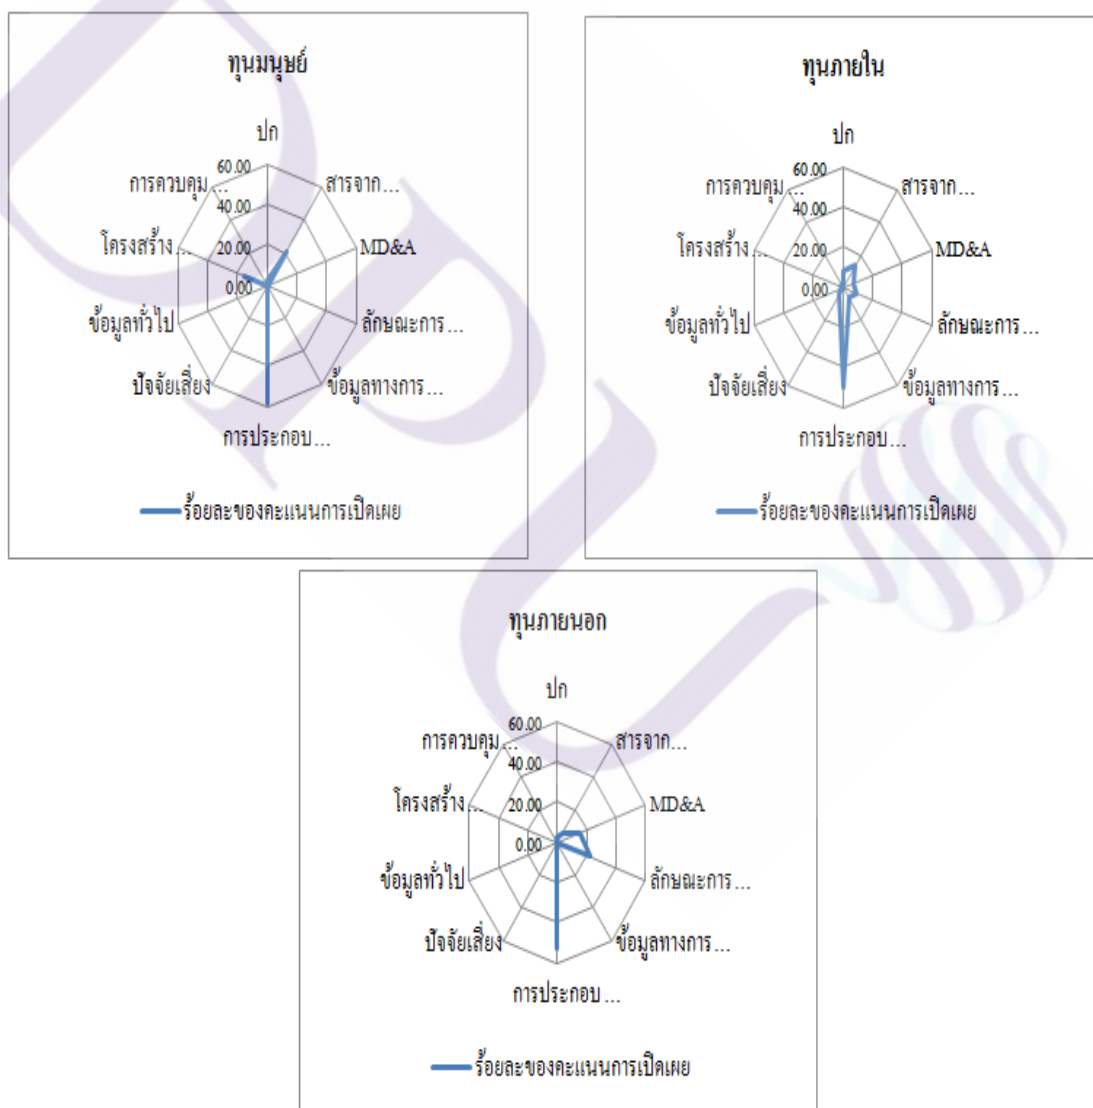 ทุนมนุษย์
ปก
60.00
สารจาก...
การควบคุม...
40.00
โครงสร้าง...
MD&A
20.00
0.00
ข้อมูลทั่วไป
ลักษณะการ...
ปัจจัยเสี่ยง
ข้อมูลทางการ...
การประกอบ...
ร้อยละของคะแนนการเปิดเผย
ทุนภายใน
ปก
60.00
สารจาก...
การควบคุม...
40.00
โครงสร้าง...
MD&A
20.00
0.00
ข้อมูลทั่วไป
ลักษณะการ...
ปัจจัยเสี่ยง
ข้อมูลทางการ...
การประกอบ...
ร้อยละของคะแนนการเปิดเผย
ทุนภายนอก
ปก
60.00
สารจาก...
การควบคุม...
40.00
โครงสร้าง...
MD&A
20.00
0.00
ข้อมูลทั่วไป
ลักษณะการ...
ปัจจัยเสี่ยง
ข้อมูลทางการ...
การประกอบ...
ร้อยละของคะแนนการเปิดเผย
DPU